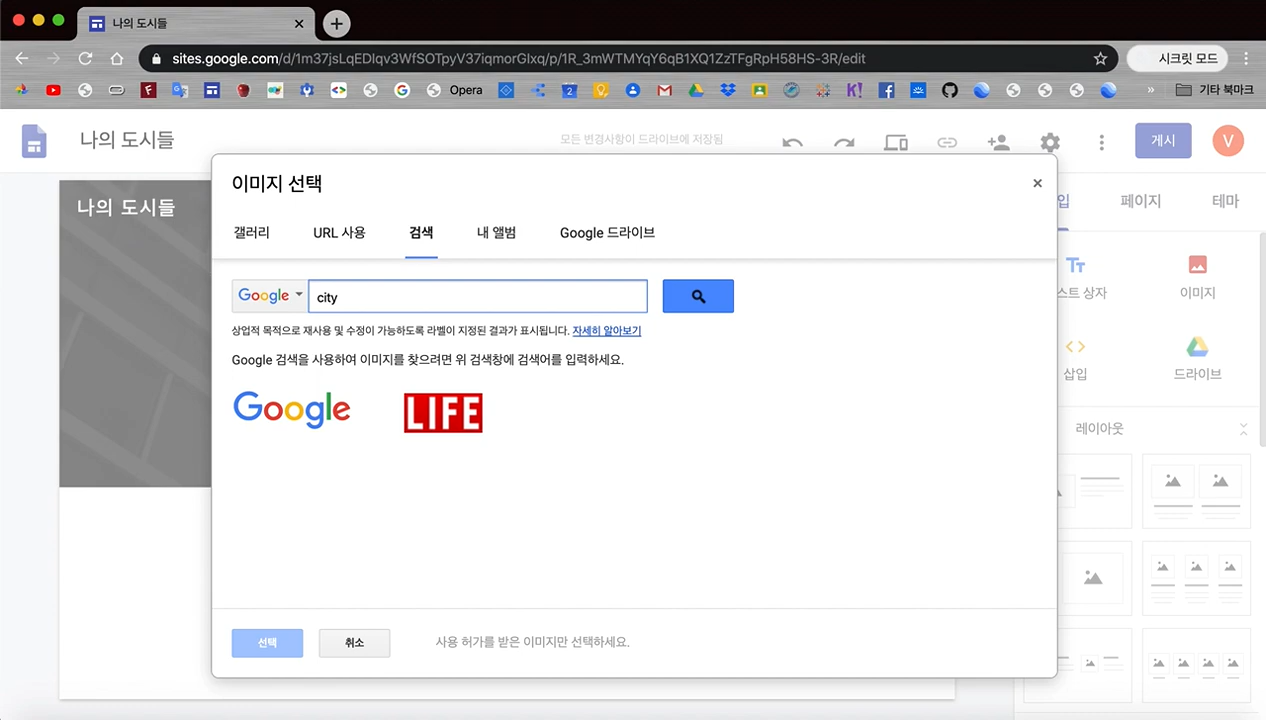 나의 도시들
sites.google.com/d/1m37jsLqEDIqv3WfSOTpyV37iqmorGlxq/p/1R_3mWTMYqY6qB1XQ1ZzTFgRpH58HS-3R/edit
시크릿 모드
Opera
기타 북마크
나의 도시들
모든 변경사항이 드라이브에 저장됨
게시
V
나의 도시들
이미지 선택
갤러리
URL 사용
검색
내 앨범
Google 드라이브
Google
city
상업적 목적으로 재사용 및 수정이 가능하도록 라벨이 지정된 결과가 표시됩니다. 자세히 알아보기
Google 검색을 사용하여 이미지를 찾으려면 위 검색창에 검색어를 입력하세요.
Google
LIFE
선택
취소
사용 허가를 받은 이미지만 선택하세요.
입
페이지
테마
스트 상자
이미지
삽입
드라이브
레이아웃